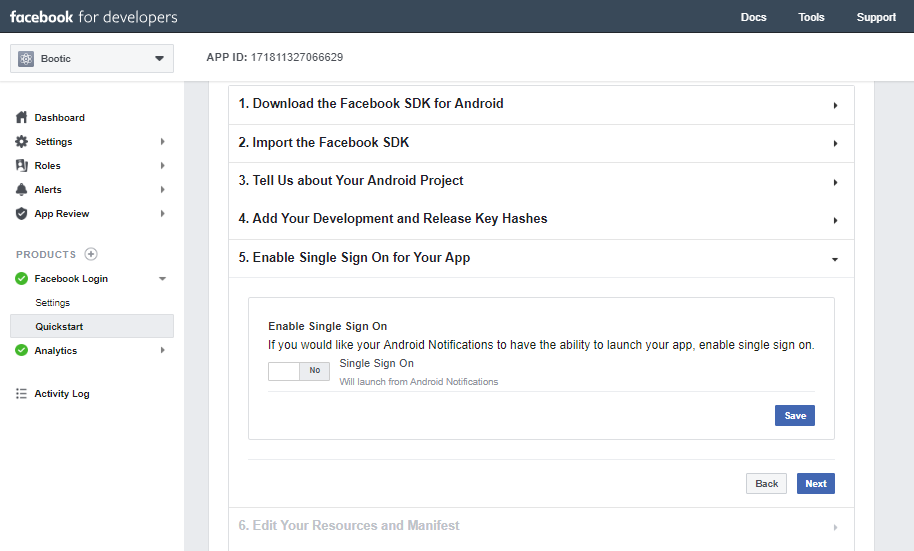 facebook for developers
Docs
Tools
Support
Bootic
APP ID: 171811327066629
Dashboard
Settings
Roles
Alerts
App Review
PRODUCTS
Facebook Login
Settings
Quickstart
Analytics
Activity Log
1. Download the Facebook SDK for Android
2. Import the Facebook SDK
3. Tell Us about Your Android Project
4. Add Your Development and Release Key Hashes
5. Enable Single Sign On for Your App
Enable Single Sign On
If you would like your Android Notifications to have the ability to launch your app, enable single sign on.
No
Single Sign On
Will launch from Android Notifications
Save
Back
Next
6. Edit Your Resources and Manifest